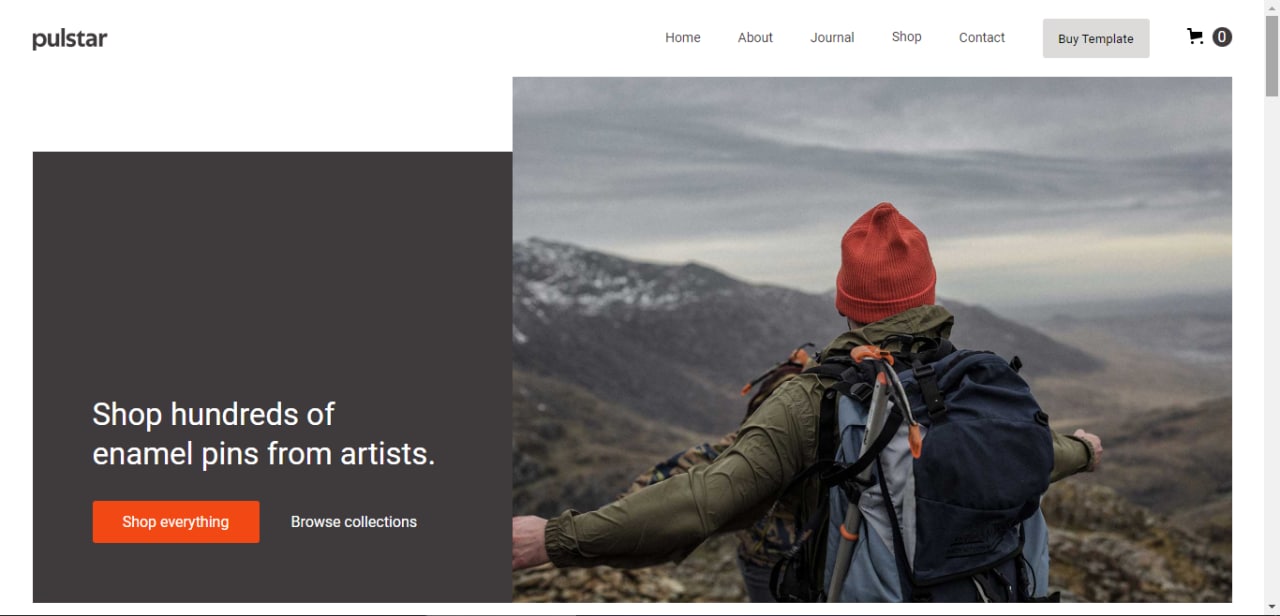 pulstar
Home About Journal Shop Contact Buy Template 0
Shop hundreds of
enamel pins from artists.
Shop everything Browse collections